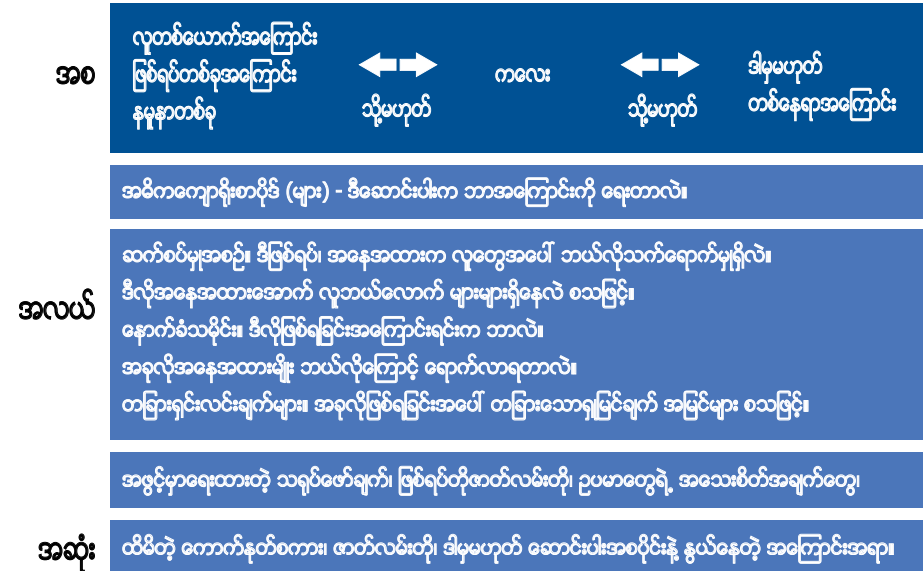 အစ
လူတစ်ယောက်အကြောင်း
ဖြစ်ရပ်တစ်ခုအကြောင်း
နမူနာတစ်ခု
သို့မဟုတ်
ကလေး
သို့မဟုတ်
ဒါမှမဟုတ်
တစ်နေရာအကြောင်း
အဓိကကျောရိုးစာပိုဒ် (များ) - ဒီဆောင်းပါးက ဘာအကြောင်းကို ရေးတာလဲ။
အလယ်
ဆက်စပ်မှုအစဉ်။ ဒီဖြစ်ရပ်၊ အနေအထားက လူတွေအပေါ် ဘယ်လိုသက်ရောက်မှုရှိလဲ။
ဒီလိုအနေအထားအောက် လူဘယ်လောက် များများရှိနေလဲ စသဖြင့်။
နောက်ခံသမိုင်း။ ဒီလိုဖြစ်ရခြင်းအကြောင်းရင်းက ဘာလဲ။
အခုလိုအနေအထားမျိုး ဘယ်လိုကြောင့် ရောက်လာရတာလဲ။
တခြားရှင်းလင်းချက်များ။ အခုလိုဖြစ်ရခြင်းအပေါ် တခြားသောရှုမြင်ချက် အမြင်များ စသဖြင့်။
အဖွင့်မှာရေးထားတဲ့ သရုပ်ဖော်ချက်၊ ဖြစ်ရပ်တိုဇာတ်လမ်းတို၊ ဥပမာတွေရဲ့ အသေးစိတ်အချက်တွေ၊
အဆုံး
ထိမိတဲ့ ကောက်နုတ်စကား၊ ဇာတ်လမ်းတို၊ ဒါမှမဟုတ် ဆောင်းပါးအစပိုင်းနဲ့ နွယ်နေတဲ့ အကြောင်းအရာ။